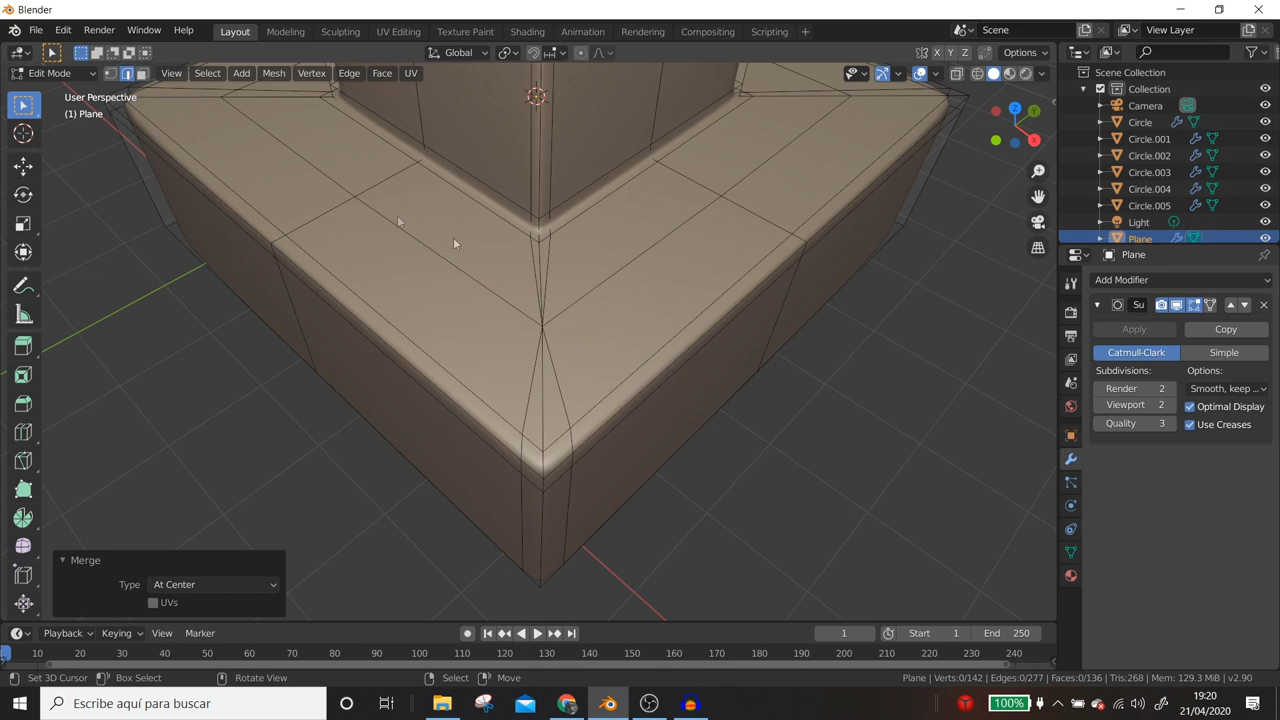 Blender
File Edit Render Window Help Layout Modeling Sculpting UV Editing Texture Paint Shading Animation Rendering Compositing Scripting + Scene View Layer
Global X Y Z Options
Edit Mode View Select Add Mesh Vertex Edge Face UV
User Perspective
(1) Plane
Z
Y
X
Scene Collection
Collection
Camera
Circle
Circle.001
Circle.002
Circle.003
Circle.004
Circle.005
Light
Plane
Plane
Add Modifier
Su
Apply Copy
Catmull-Clark Simple
Subdivisions: Options:
Render 2 Smooth, keep ...
Viewport 2 Optimal Display
Quality 3 Use Creases
Merge
Type At Center
UVs
Playback Keying View Marker 1 Start 1 End 250
10 20 30 40 50 60 70 80 90 100 110 120 130 140 150 160 170 180 190 200 210 220 230 240
Set 3D Cursor Box Select Rotate View Select Move Plane | Verts:0/142 | Edges:0/277 | Faces:0/136 | Tris:268 | Mem: 129.3 MiB | v2.90
Escribe aquí para buscar 100% 19:20
21/04/2020